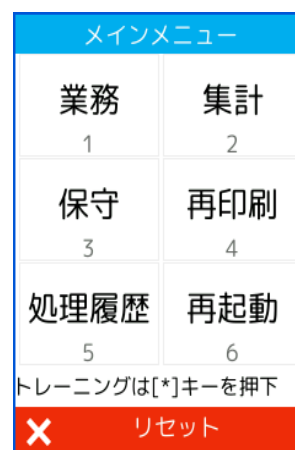 メインメニュー
業務 集計
1 2
保守 再印刷
3 4
処理履歴 再起動
5 6
トレーニングは[*]キーを押下
× リセット